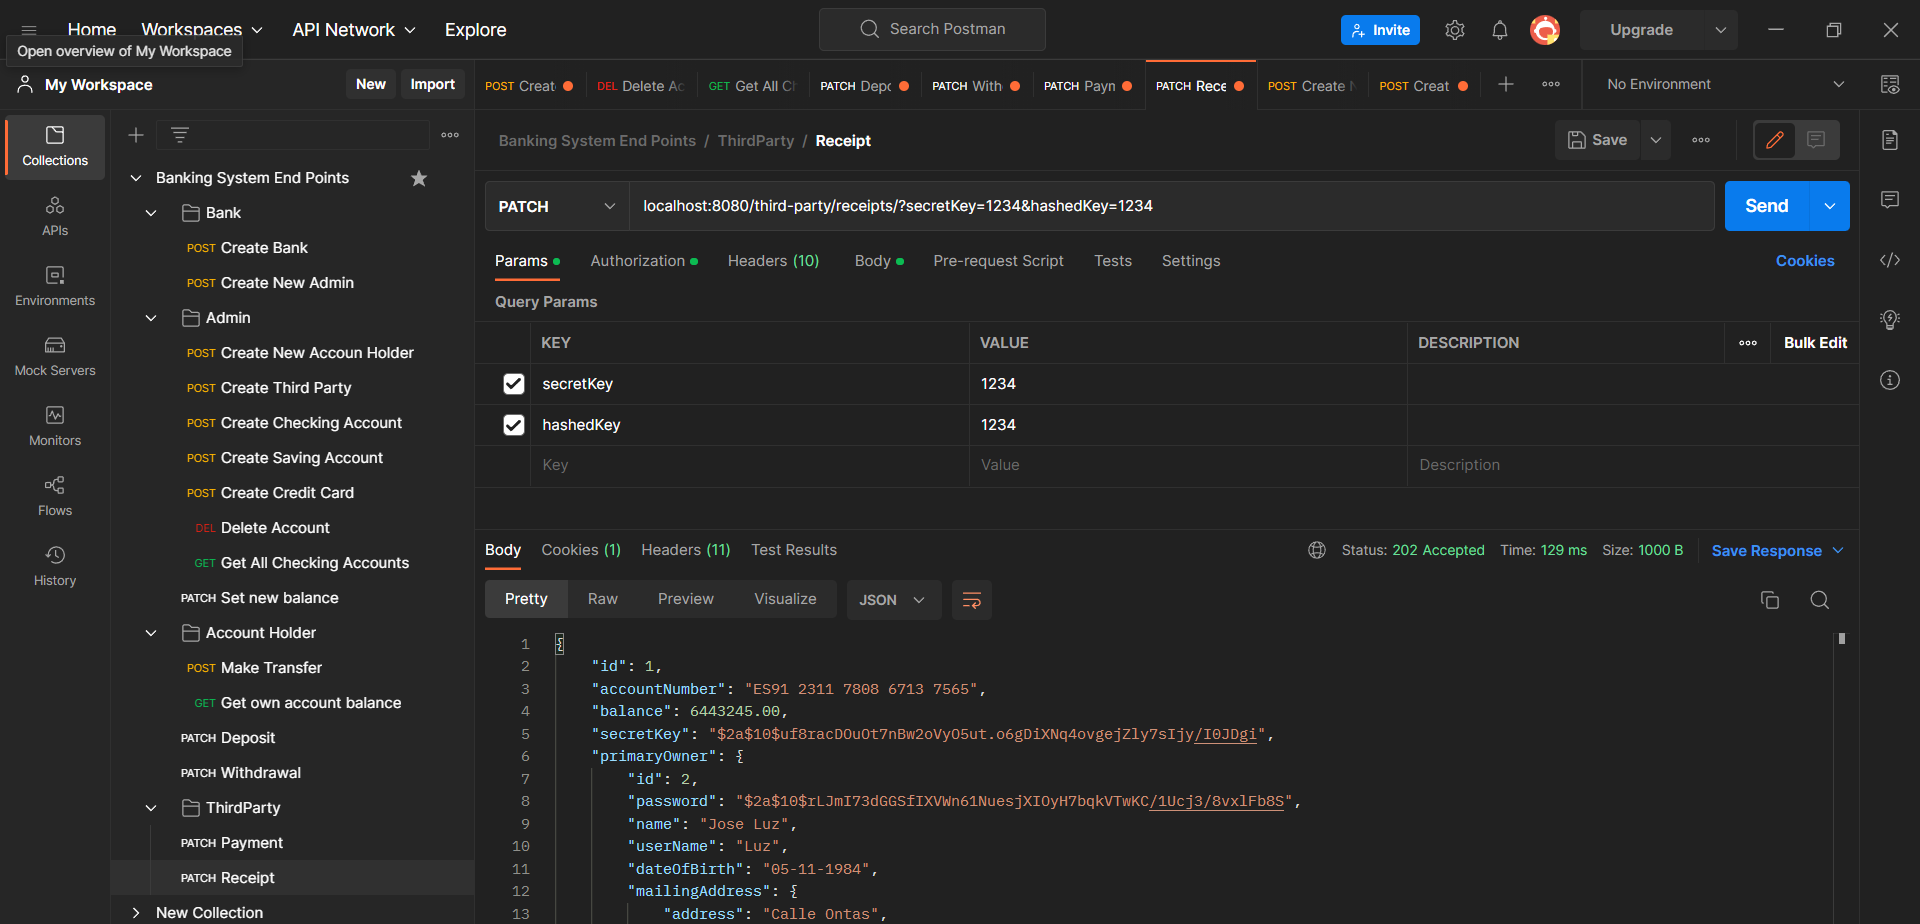 Home Workspaces API Network Explore Search Postman Invite Upgrade
Open overview of My Workspace
My Workspace New Import
POST Creat DEL Delete Ac GET Get All C PATCH Depc PATCH With PATCH Payn PATCH Rece POST Create N POST Creat No Environment
Banking System End Points / ThirdParty / Receipt Save
PATCH localhost:8080/third-party/receipts/?secretKey=1234&hashedKey=1234 Send
Params Authorization Headers (10) Body Pre-request Script Tests Settings Cookies
Query Params
KEY VALUE DESCRIPTION Bulk Edit
secretKey 1234
hashedKey 1234
Key Value Description
Collections
APIs
Environments
Mock Servers
Monitors
Flows
History
Banking System End Points
Bank
POST Create Bank
POST Create New Admin
Admin
POST Create New Accoun Holder
POST Create Third Party
POST Create Checking Account
POST Create Saving Account
POST Create Credit Card
DEL Delete Account
GET Get All Checking Accounts
PATCH Set new balance
Account Holder
POST Make Transfer
GET Get own account balance
PATCH Deposit
PATCH Withdrawal
ThirdParty
PATCH Payment
PATCH Receipt
New Collection
Body Cookies (1) Headers (11) Test Results Status: 202 Accepted Time: 129 ms Size: 1000 B Save Response
Pretty Raw Preview Visualize JSON
1 {
2 "id": 1,
3 "accountNumber": "ES91 2311 7808 6713 7565",
4 "balance": 6443245.00,
5 "secretKey": "$2a$10$uf8racDOuOt7nBw2oVyO5ut.o6gDiXNq4ovgejZly7sIjy/I0JDgi",
6 "primaryOwner": {
7 "id": 2,
8 "password": "$2a$10$rLJmI73dGGSfIXVWn61NuesjXIOyH7bqkVTwKC/1Ucj3/8vxlFb8S",
9 "name": "Jose Luz",
10 "userName": "Luz",
11 "dateOfBirth": "05-11-1984",
12 "mailingAddress": {
13 "address": "Calle Ontas",